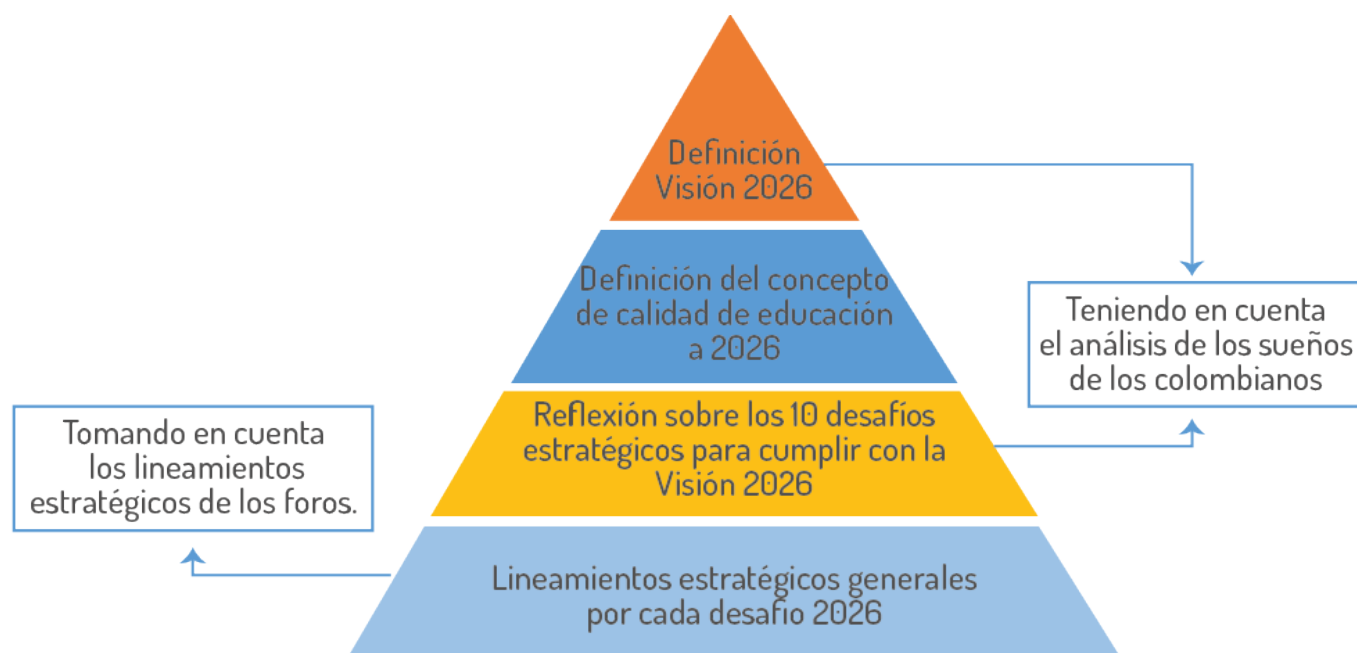 Definición
Visión 2026
Definición del concepto
de calidad de educación
a 2026
Teniendo en cuenta
el análisis de los sueños
de los colombianos
Reflexión sobre los 10 desafíos
estratégicos para cumplir con la
Visión 2026
Tomando en cuenta
los lineamientos
estratégicos de los foros.
Lineamientos estratégicos generales
por cada desafío 2026